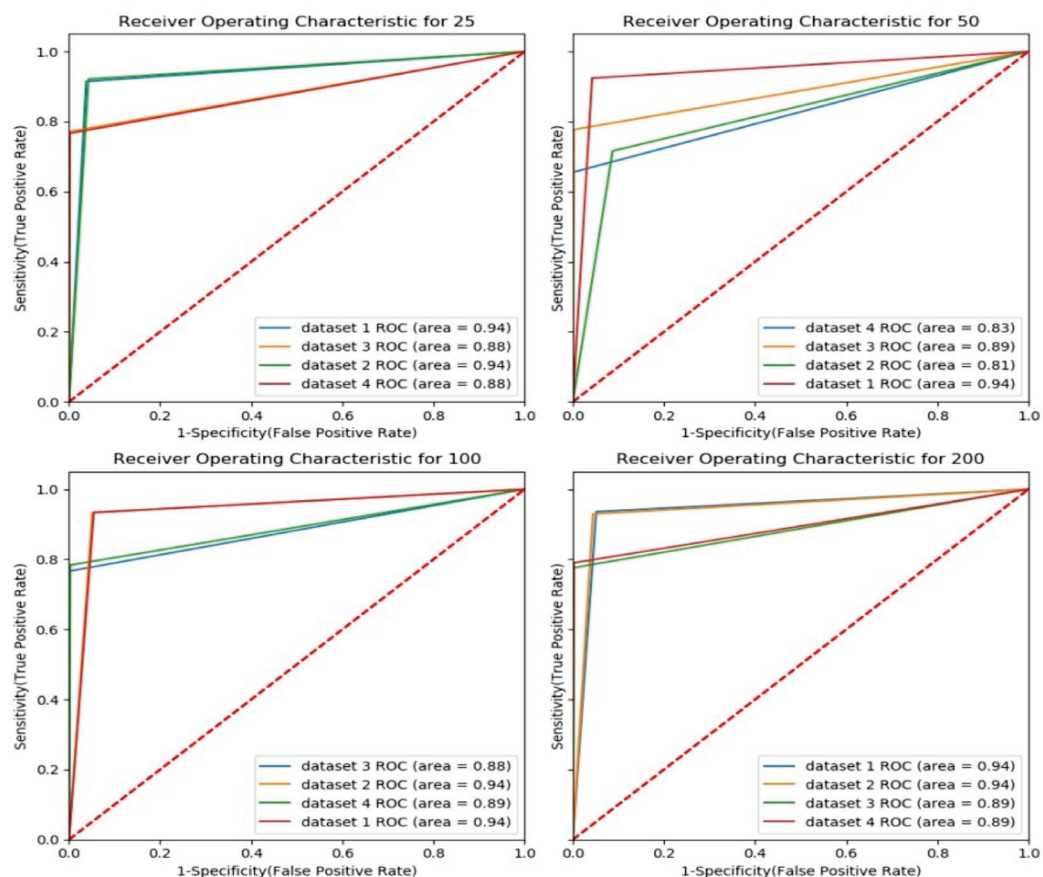 Receiver Operating Characteristic for 25
1.0
0.8
0.6
0.4
0.2
0.0
Sensitivity(True Positive Rate)
dataset 1 ROC (area = 0.94)
dataset 3 ROC (area = 0.88)
dataset 2 ROC (area = 0.94)
dataset 4 ROC (area = 0.88)
0.0 0.2 0.4 0.6 0.8 1.0
1-Specificity(False Positive Rate)
Receiver Operating Characteristic for 50
Sensitivity(True Positive Rate)
dataset 4 ROC (area = 0.83)
dataset 3 ROC (area = 0.89)
dataset 2 ROC (area = 0.81)
dataset 1 ROC (area = 0.94)
0.0 0.2 0.4 0.6 0.8 1.0
1-Specificity(False Positive Rate)
Receiver Operating Characteristic for 100
1.0
0.8
0.6
0.4
0.2
0.0
Sensitivity(True Positive Rate)
dataset 3 ROC (area = 0.88)
dataset 2 ROC (area = 0.94)
dataset 4 ROC (area = 0.89)
dataset 1 ROC (area = 0.94)
0.0 0.2 0.4 0.6 0.8 1.0
1-Specificity(False Positive Rate)
Receiver Operating Characteristic for 200
Sensitivity(True Positive Rate)
dataset 1 ROC (area = 0.94)
dataset 2 ROC (area = 0.94)
dataset 3 ROC (area = 0.89)
dataset 4 ROC (area = 0.89)
0.0 0.2 0.4 0.6 0.8 1.0
1-Specificity(False Positive Rate)